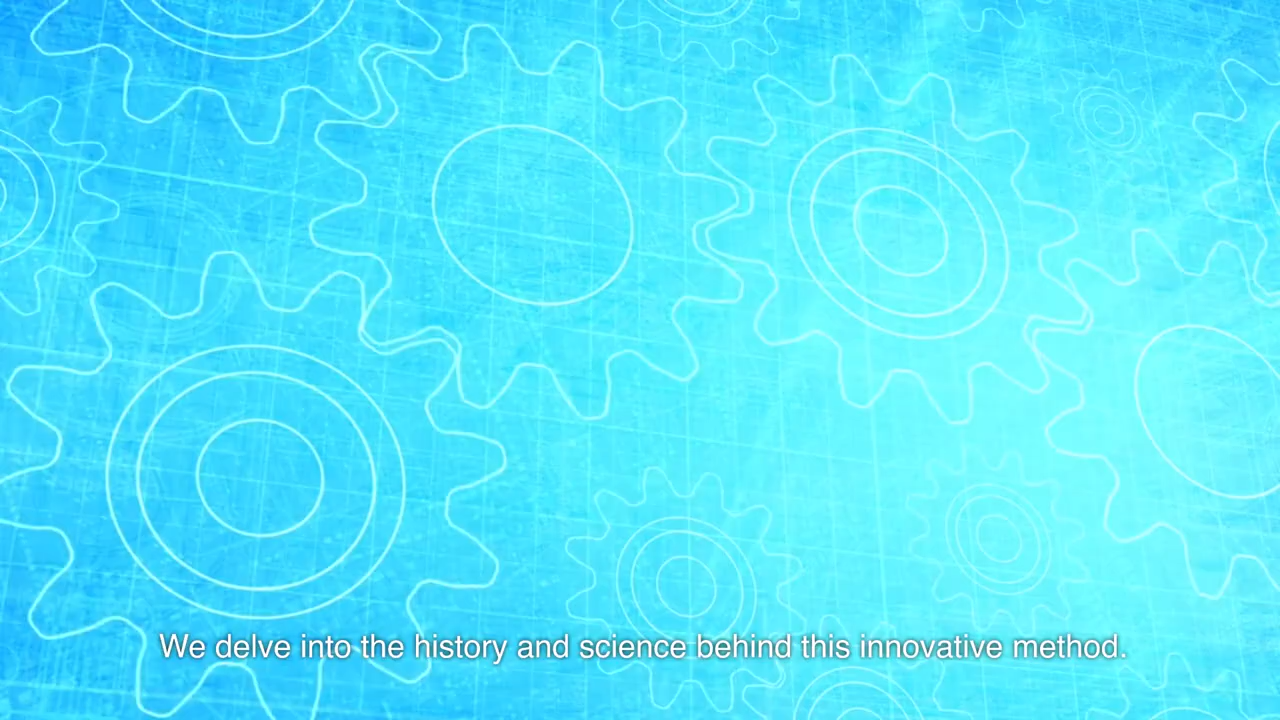 We delve into the history and science behind this innovative method.